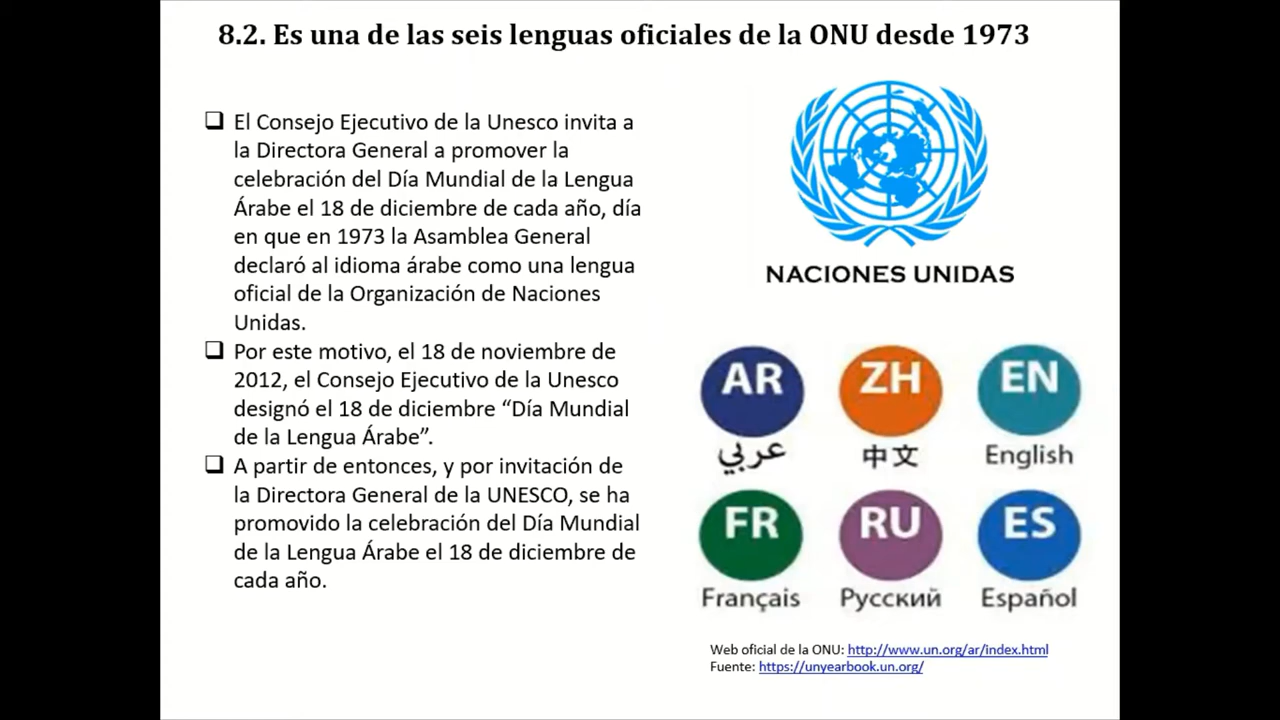 8.2. Es una de las seis lenguas oficiales de la ONU desde 1973
❑ El Consejo Ejecutivo de la Unesco invita a
la Directora General a promover la
celebración del Día Mundial de la Lengua
Árabe el 18 de diciembre de cada año, día
en que en 1973 la Asamblea General
declaró al idioma árabe como una lengua
oficial de la Organización de Naciones
Unidas.
❑ Por este motivo, el 18 de noviembre de
2012, el Consejo Ejecutivo de la Unesco
designó el 18 de diciembre “Día Mundial
de la Lengua Árabe”.
❑ A partir de entonces, y por invitación de
la Directora General de la UNESCO, se ha
promovido la celebración del Día Mundial
de la Lengua Árabe el 18 de diciembre de
cada año.
NACIONES UNIDAS
AR ZH EN
عربي 中文 English
FR RU ES
Français Русский Español
Web oficial de la ONU: http://www.un.org/ar/index.html
Fuente: https://unyearbook.un.org/